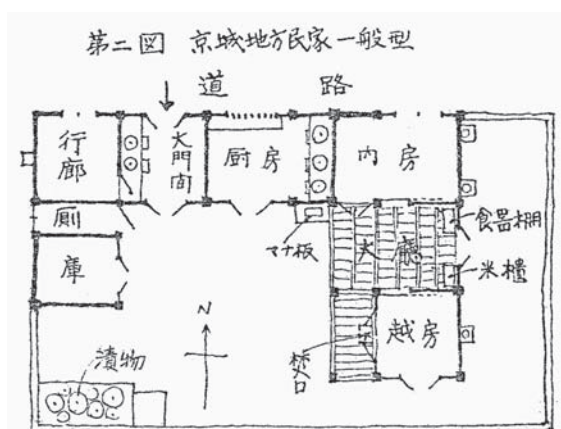 第二図 京城地方民家一般型
道路
行廊
大門間
厨房
内房
厠
庫
マナ板
大廳
食器棚
米櫃
越房
焚口
N
漬物